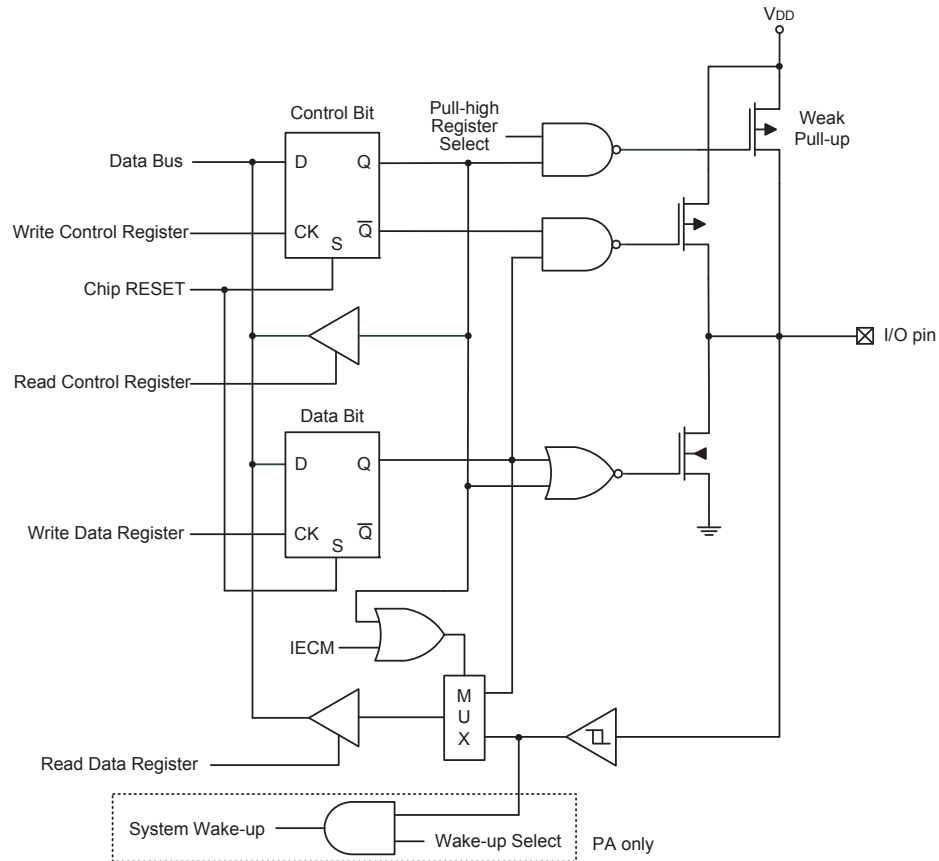 VDD
Control Bit
Pull-high
Register
Select
Weak
Pull-up
Data Bus
D
Q
Write Control Register
CK
Q̅
S
Chip RESET
I/O pin
Read Control Register
Data Bit
D
Q
Write Data Register
CK
Q̅
S
IECM
M
U
X
Read Data Register
System Wake-up
Wake-up Select
PA only